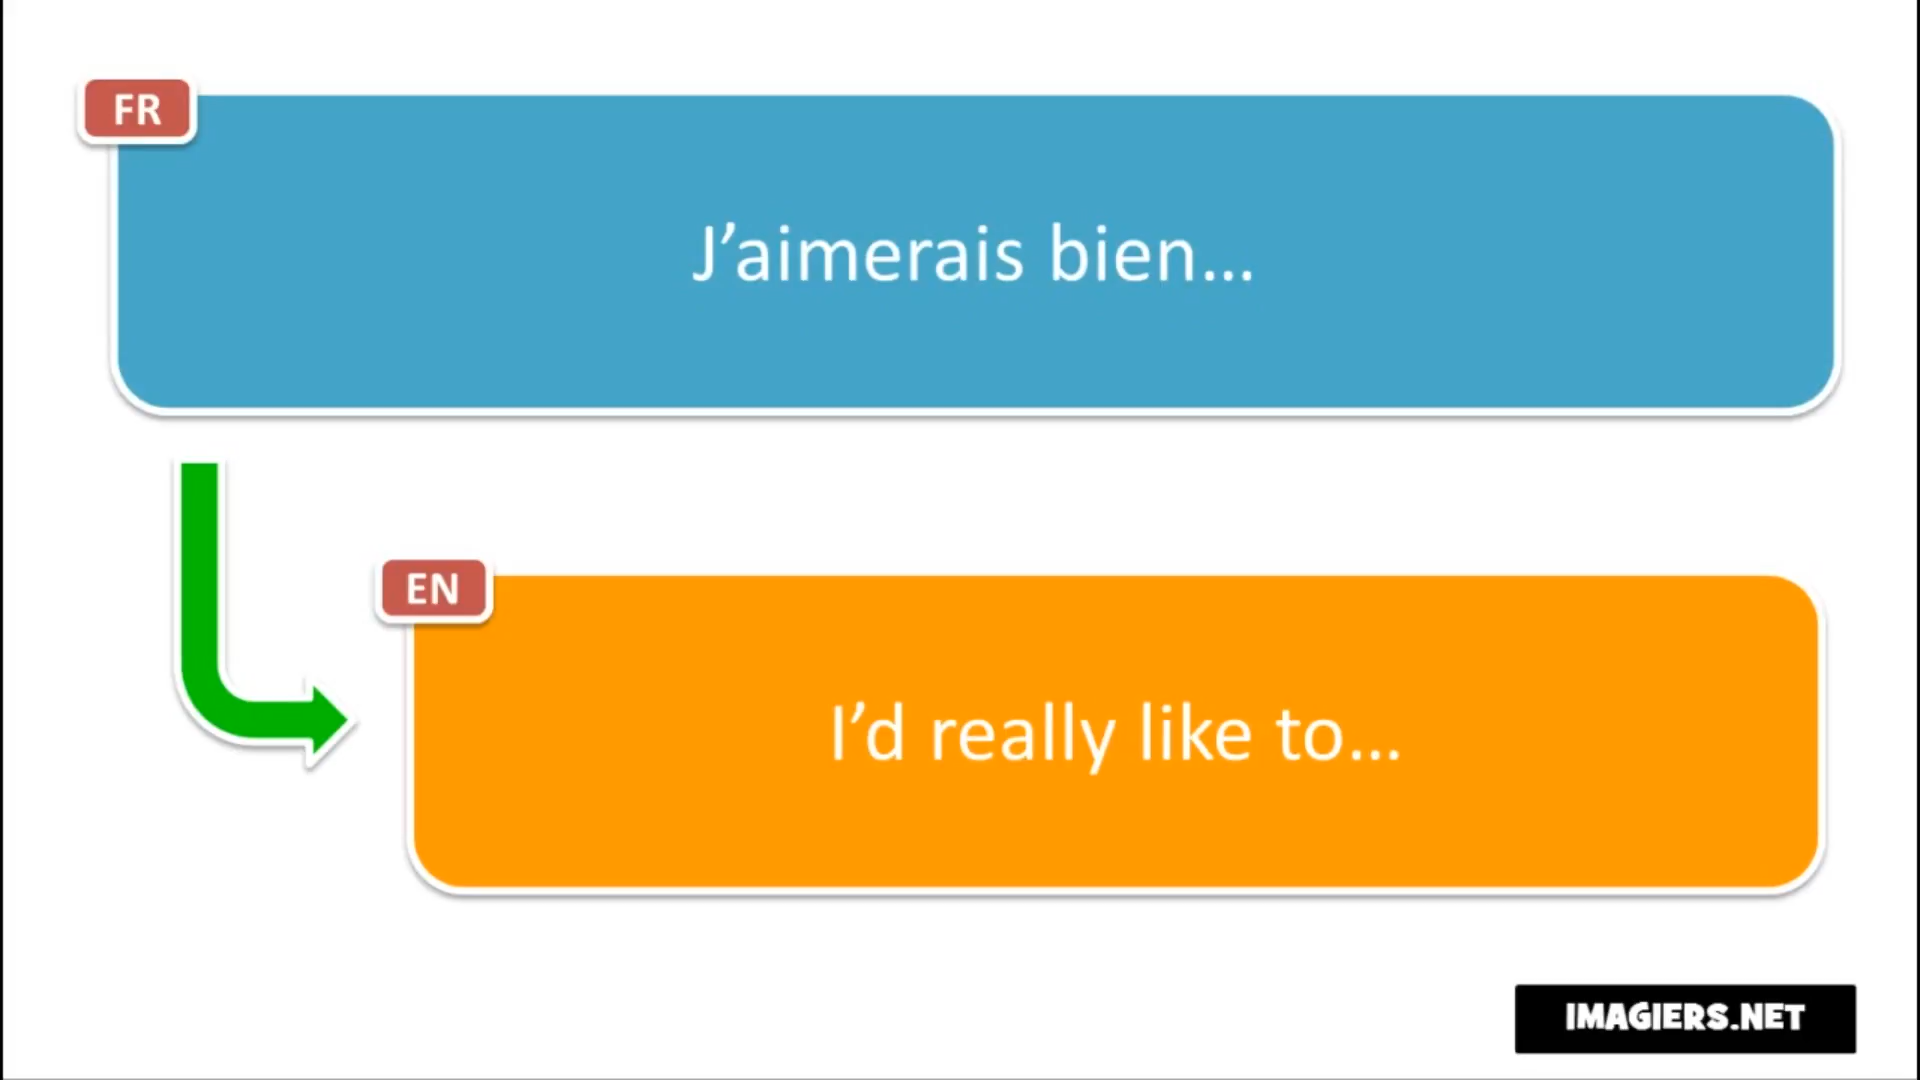 FR
J’aimerais bien…
EN
I’d really like to…
IMAGIERS.NET